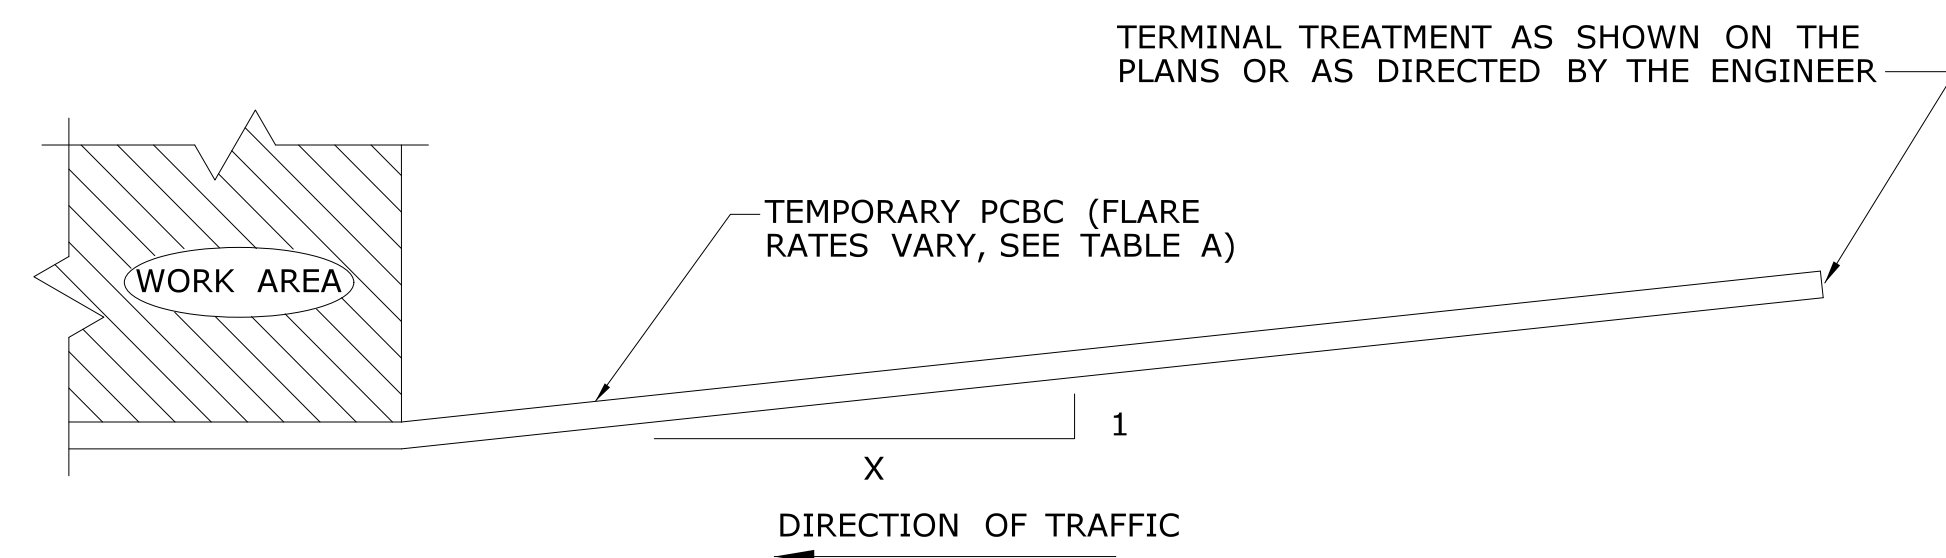 TERMINAL TREATMENT AS SHOWN ON THE
PLANS OR AS DIRECTED BY THE ENGINEER
TEMPORARY PCBC (FLARE
RATES VARY, SEE TABLE A)
WORK AREA
1
X
DIRECTION OF TRAFFIC